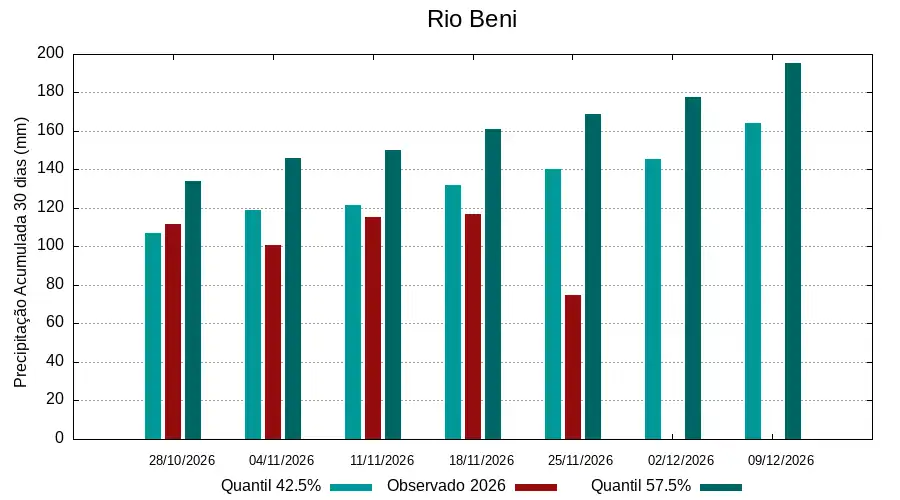 Rio Beni
Precipitação Acumulada 30 dias (mm)
200
180
160
140
120
100
80
60
40
20
0
28/10/2026 04/11/2026 11/11/2026 18/11/2026 25/11/2026 02/12/2026 09/12/2026
Quantil 42.5% Observado 2026 Quantil 57.5%